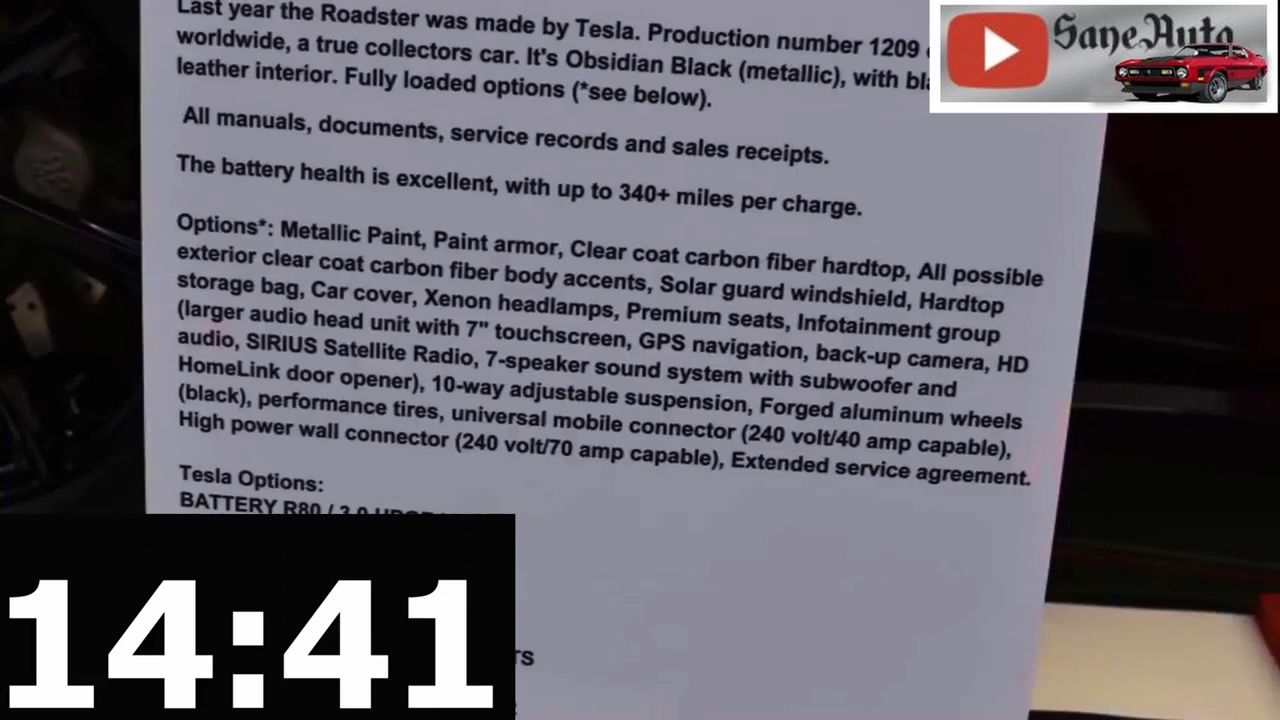 Last year the Roadster was made by Tesla. Production number 1209
worldwide, a true collectors car. It's Obsidian Black (metallic), with
leather interior. Fully loaded options (*see below).
All manuals, documents, service records and sales receipts.
The battery health is excellent, with up to 340+ miles per charge.
Options*: Metallic Paint, Paint armor, Clear coat carbon fiber hardtop, All possible
exterior clear coat carbon fiber body accents, Solar guard windshield, Hardtop
storage bag, Car cover, Xenon headlamps, Premium seats, Infotainment group
(larger audio head unit with 7" touchscreen, GPS navigation, back-up camera, HD
audio, SIRIUS Satellite Radio, 7-speaker sound system with subwoofer and
HomeLink door opener), 10-way adjustable suspension, Forged aluminum wheels
(black), performance tires, universal mobile connector (240 volt/40 amp capable),
High power wall connector (240 volt/70 amp capable), Extended service agreement.
Tesla Options:
BATTERY R80 / 3.0
SaneAuto
14:41